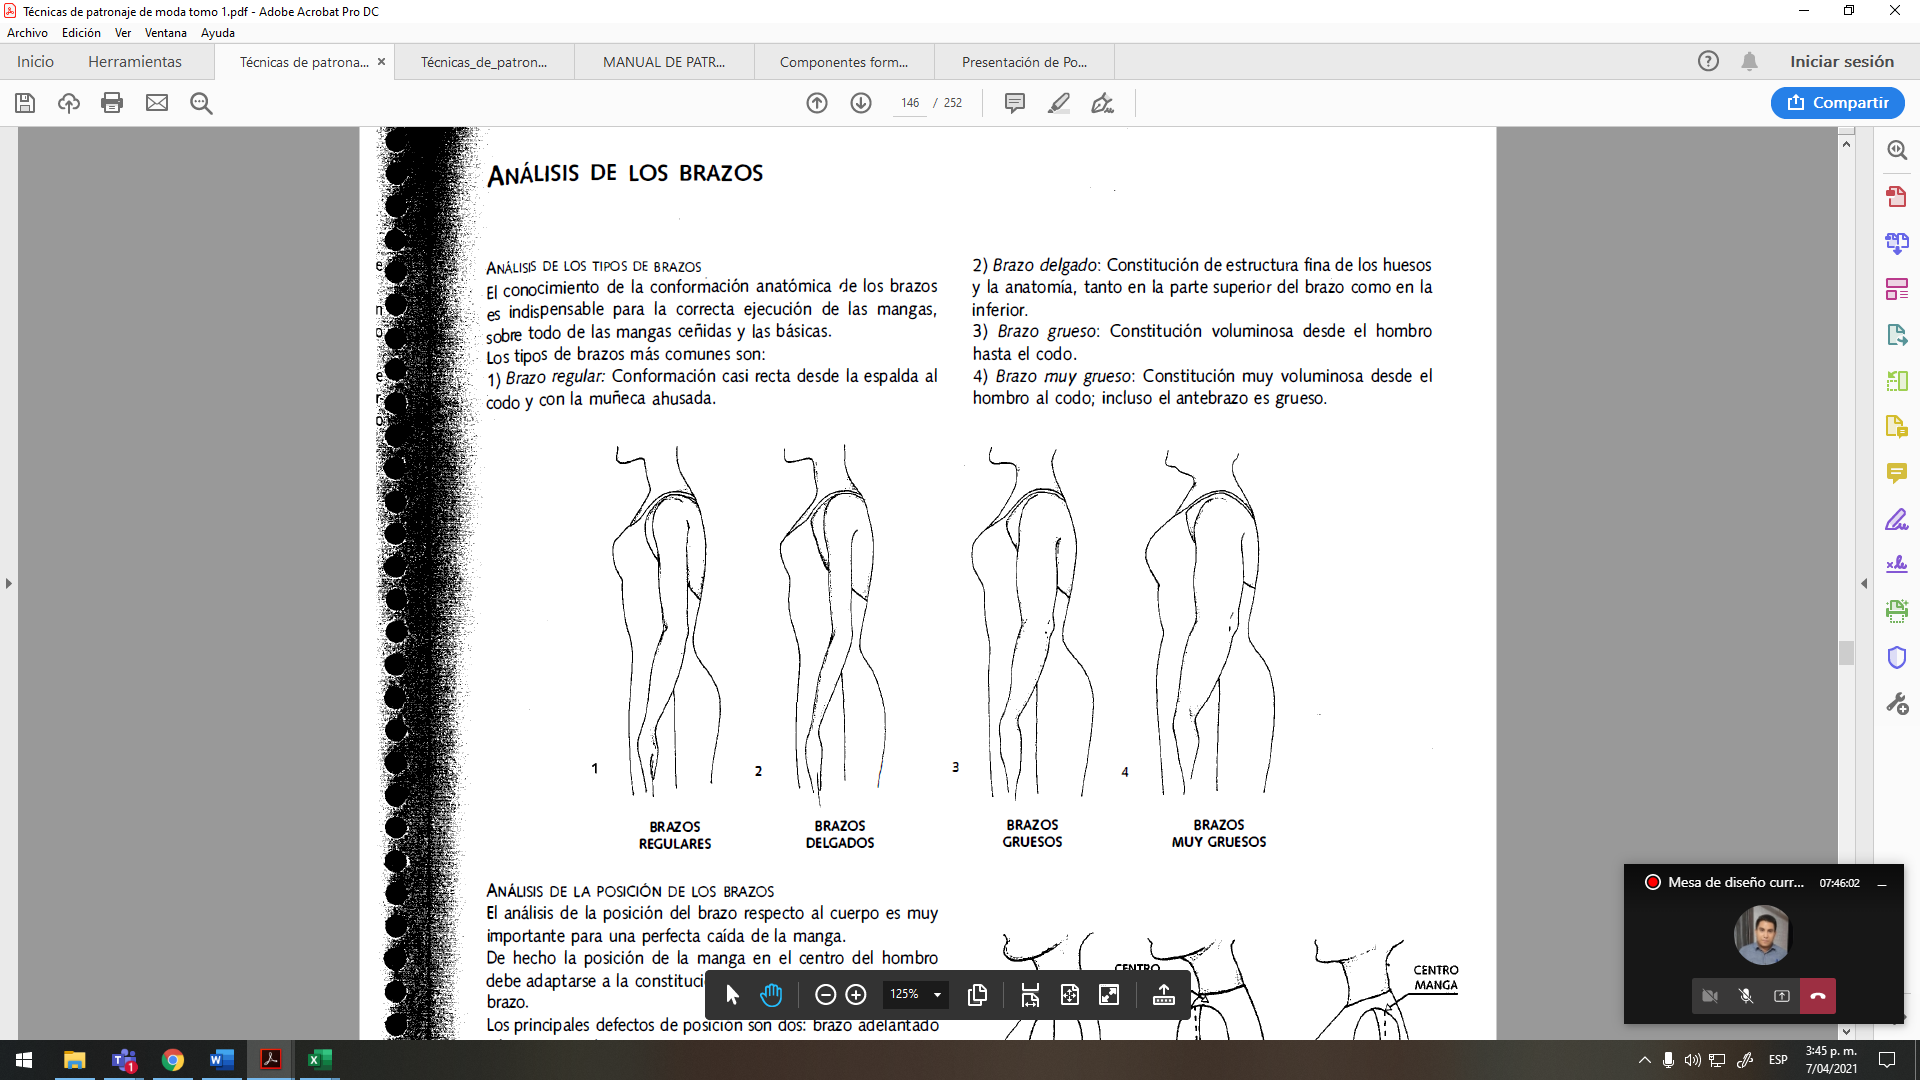 Técnicas de patronaje de moda tomo 1.pdf - Adobe Acrobat Pro DC
Archivo Edición Ver Ventana Ayuda
Inicio Herramientas Técnicas de patrona... × Técnicas_de_patron... MANUAL DE PATR... Componentes form... Presentación de Po... Iniciar sesión
146 / 252 Compartir
ANÁLISIS DE LOS BRAZOS
ANÁLISIS DE LOS TIPOS DE BRAZOS
El conocimiento de la conformación anatómica de los brazos
es indispensable para la correcta ejecución de las mangas,
sobre todo de las mangas ceñidas y las básicas.
Los tipos de brazos más comunes son:
1) Brazo regular: Conformación casi recta desde la espalda al
codo y con la muñeca ahusada.
2) Brazo delgado: Constitución de estructura fina de los huesos
y la anatomía, tanto en la parte superior del brazo como en la
inferior.
3) Brazo grueso: Constitución voluminosa desde el hombro
hasta el codo.
4) Brazo muy grueso: Constitución muy voluminosa desde el
hombro al codo; incluso el antebrazo es grueso.
1 2 3 4
BRAZOS
REGULARES
BRAZOS
DELGADOS
BRAZOS
GRUESOS
BRAZOS
MUY GRUESOS
ANÁLISIS DE LA POSICIÓN DE LOS BRAZOS
El análisis de la posición del brazo respecto al cuerpo es muy
importante para una perfecta caída de la manga.
De hecho la posición de la manga en el centro del hombro
debe adaptarse a la constituci
brazo.
Los principales defectos de posición son dos: brazo adelantado
CENTRO
CENTRO
MANGA
125%
Mesa de diseño curr... 07:46:02
1
ESP
3:45 p. m.
7/04/2021